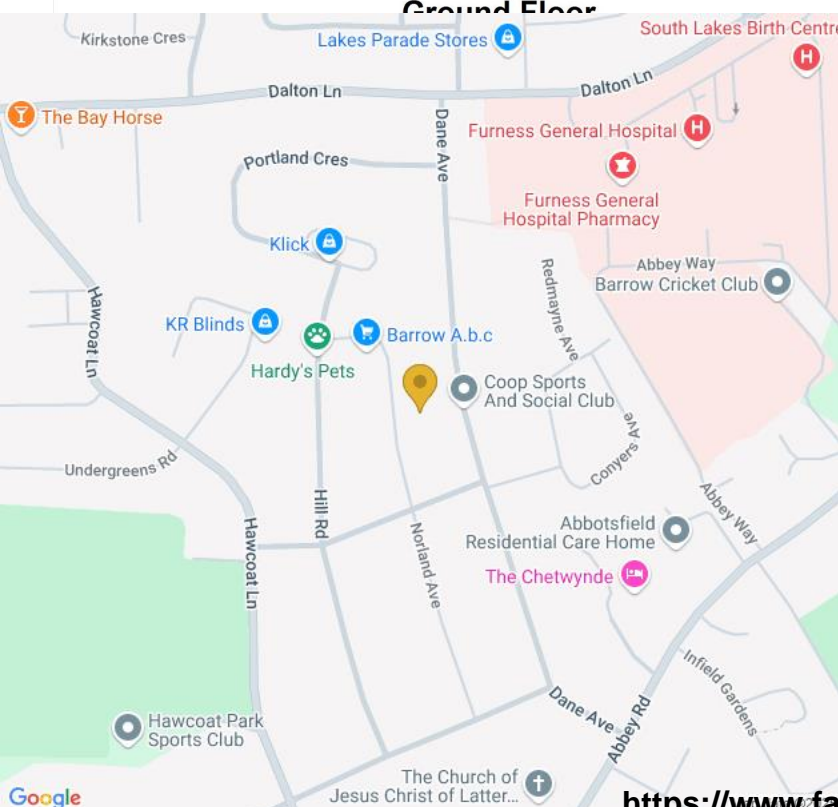 Ground Floor
Kirkstone Cres
Lakes Parade Stores
South Lakes Birth Centre
Dalton Ln
Dalton Ln
The Bay Horse
Dane Ave
Furness General Hospital
Portland Cres
Furness General
Hospital Pharmacy
Klick
Abbey Way
Barrow Cricket Club
Redmayne Ave
Hawcoat Ln
KR Blinds
Barrow A.b.c
Hardy's Pets
Coop Sports
And Social Club
Conyers Ave
Undergreens Rd
Hill Rd
Abbey Way
Hawcoat Ln
Norland Ave
Abbotsfield
Residential Care Home
The Chetwynde
Infield Gardens
Dane Ave
Abbey Rd
Hawcoat Park
Sports Club
The Church of
Jesus Christ of Latter...
Google
https://www.fa